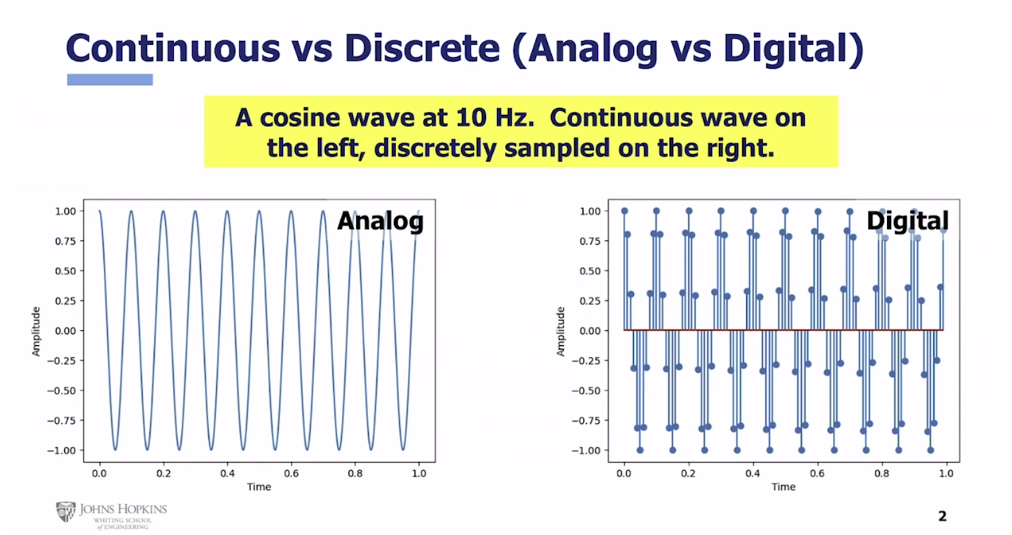 Continuous vs Discrete (Analog vs Digital)
A cosine wave at 10 Hz.  Continuous wave on
the left, discretely sampled on the right.
Analog
1.00
0.75
0.50
0.25
0.00
−0.25
−0.50
−0.75
−1.00
Amplitude
0.0 0.2 0.4 0.6 0.8 1.0
Time
Digital
1.00
0.75
0.50
0.25
0.00
−0.25
−0.50
−0.75
−1.00
Amplitude
0.0 0.2 0.4 0.6 0.8 1.0
Time
JOHNS HOPKINS
WHITING SCHOOL
of ENGINEERING
2